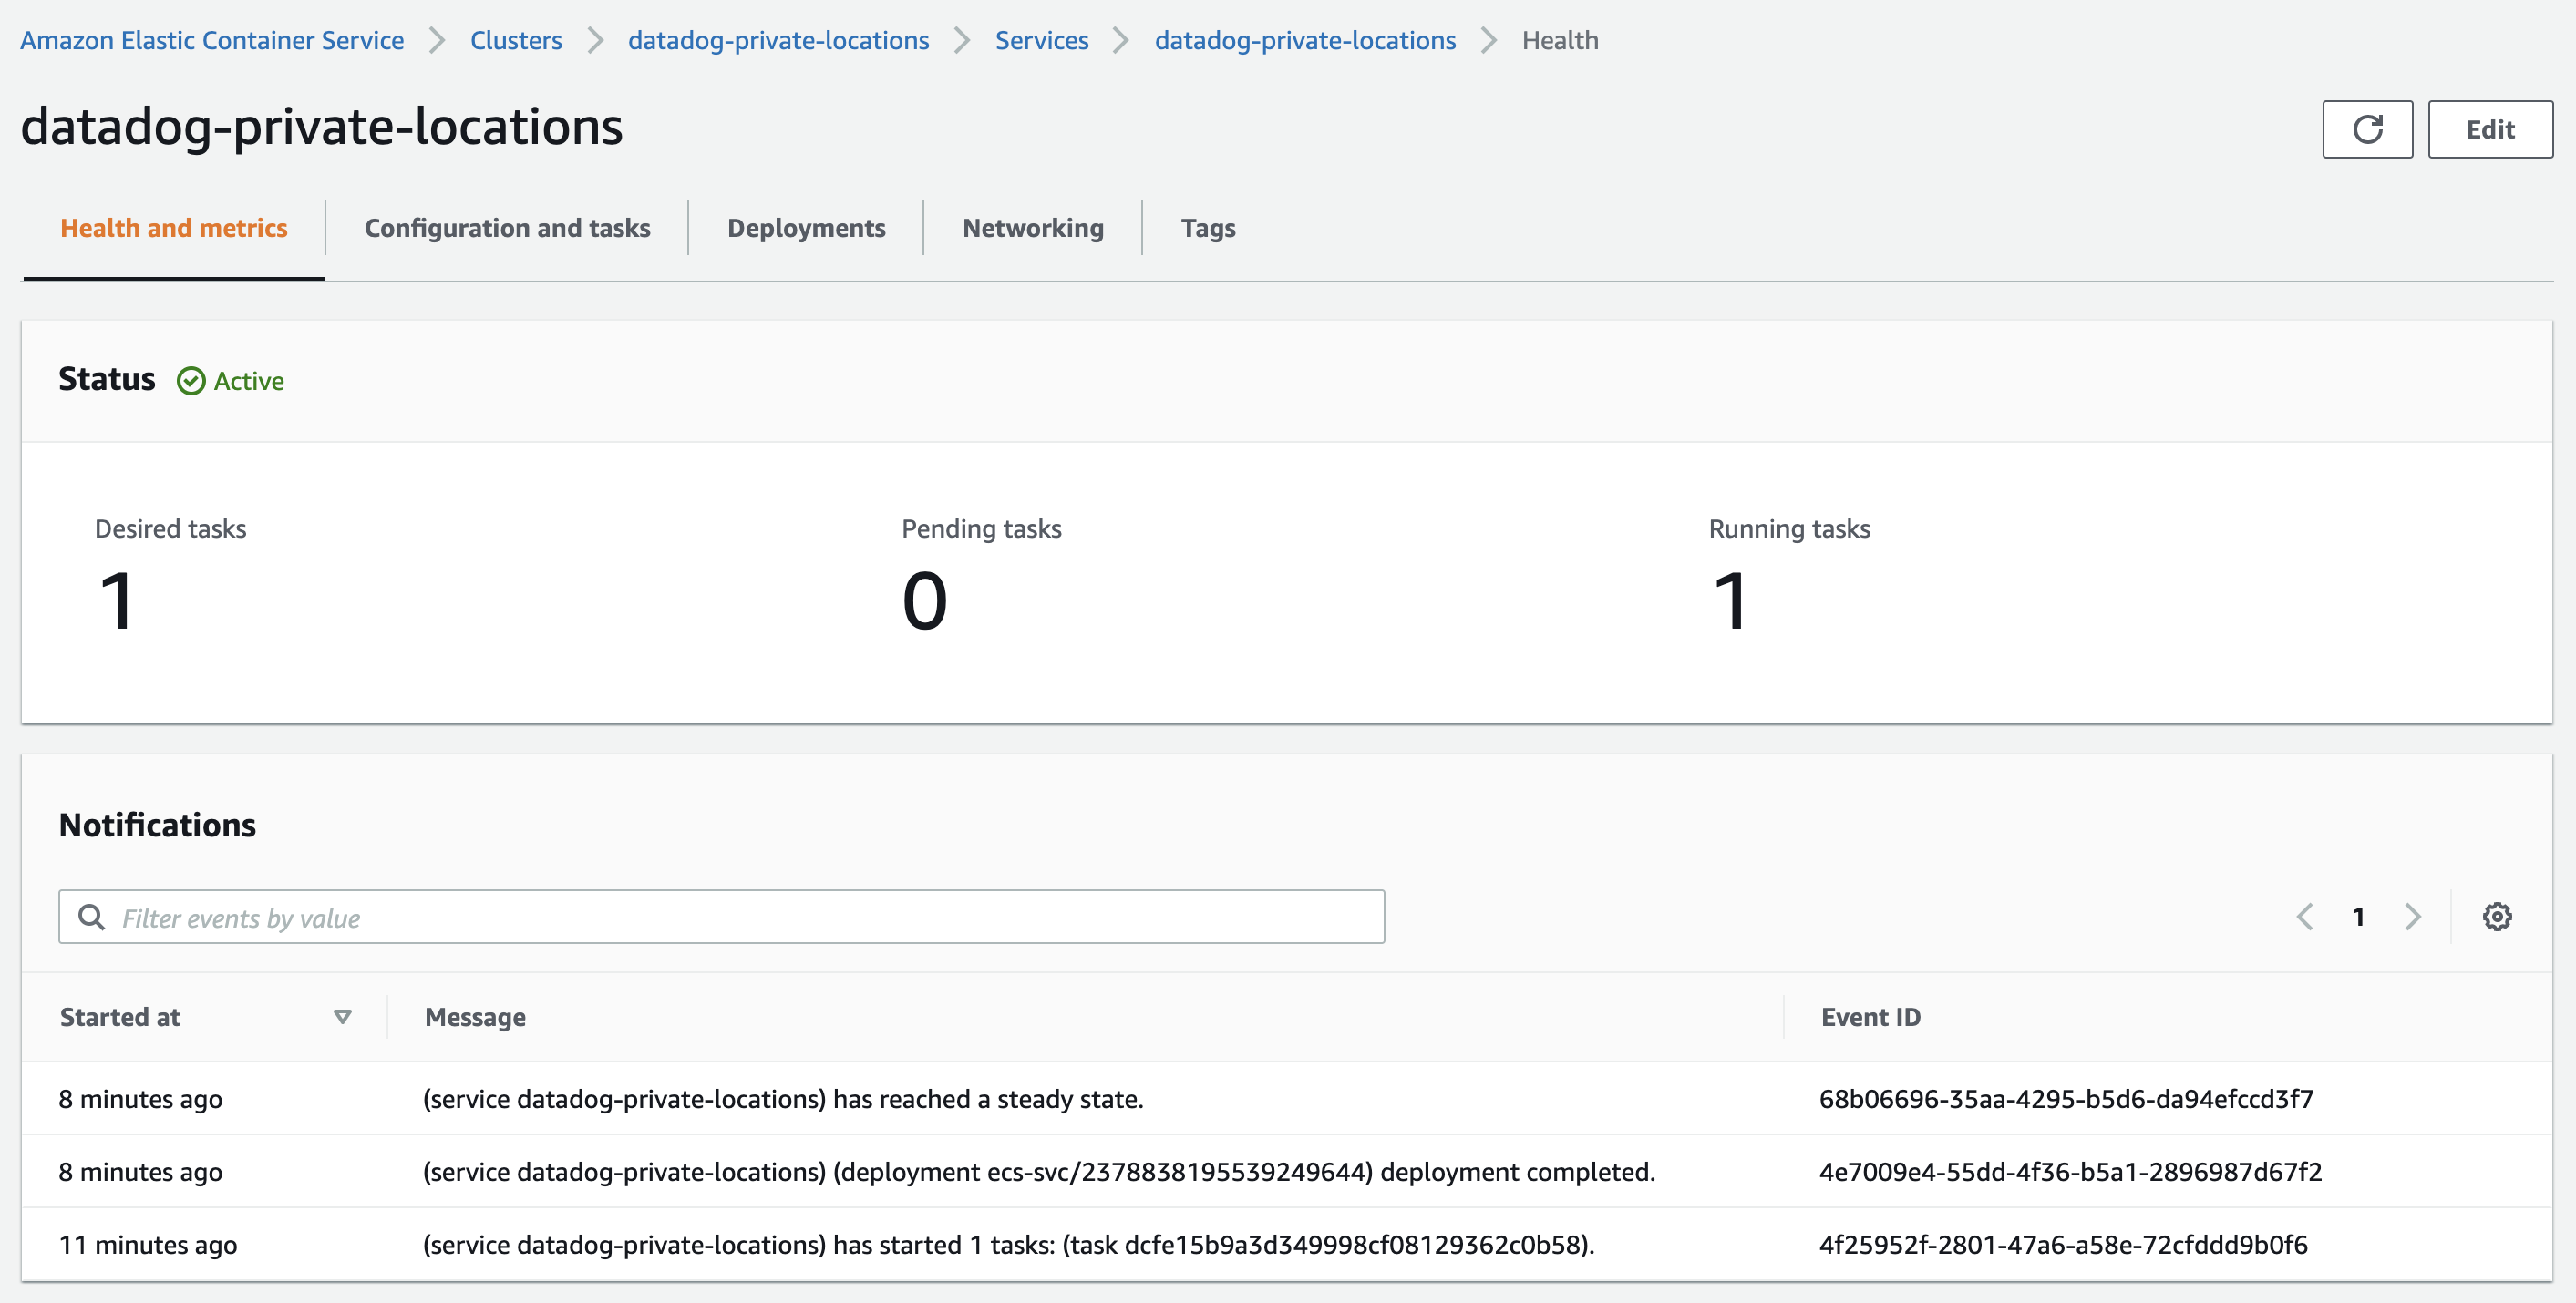 Amazon Elastic Container Service > Clusters > datadog-private-locations > Services > datadog-private-locations > Health
datadog-private-locations
Edit
Health and metrics Configuration and tasks Deployments Networking Tags
Status Active
Desired tasks Pending tasks Running tasks
1 0 1
Notifications
Filter events by value 1
Started at Message Event ID
8 minutes ago (service datadog-private-locations) has reached a steady state. 68b06696-35aa-4295-b5d6-da94efccd3f7
8 minutes ago (service datadog-private-locations) (deployment ecs-svc/2378838195539249644) deployment completed. 4e7009e4-55dd-4f36-b5a1-2896987d67f2
11 minutes ago (service datadog-private-locations) has started 1 tasks: (task dcfe15b9a3d349998cf08129362c0b58). 4f25952f-2801-47a6-a58e-72cfddd9b0f6